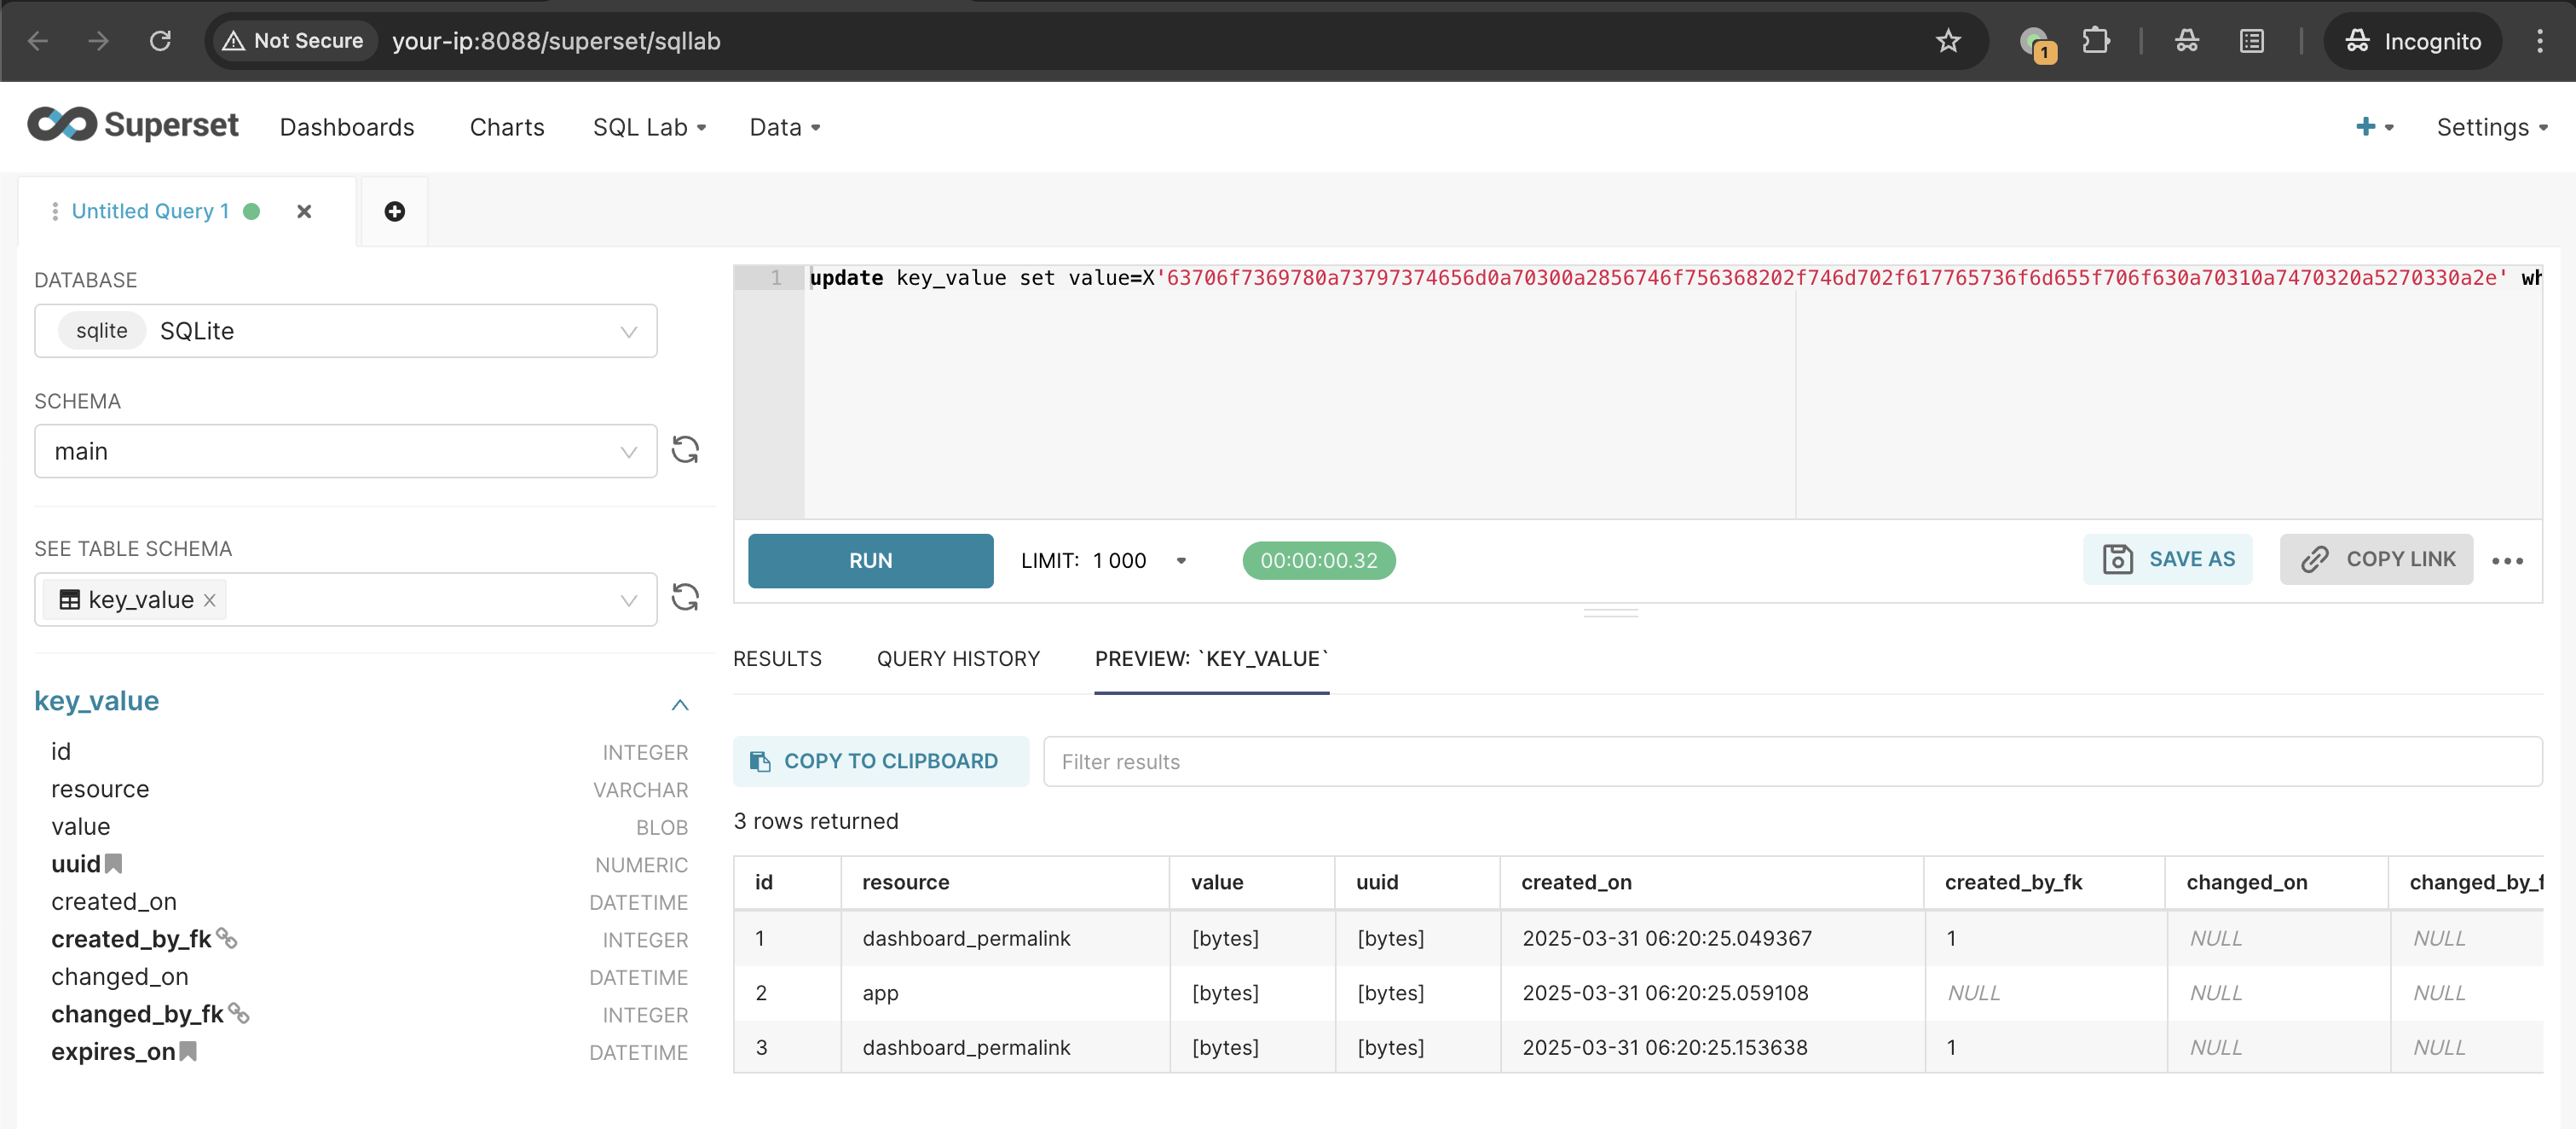 Not Secure your-ip:8088/superset/sqllab 1 Incognito
Superset Dashboards Charts SQL Lab Data Settings
Untitled Query 1
DATABASE
sqlite SQLite
SCHEMA
main
SEE TABLE SCHEMA
key_value
key_value
id INTEGER
resource VARCHAR
value BLOB
uuid NUMERIC
created_on DATETIME
created_by_fk INTEGER
changed_on DATETIME
changed_by_fk INTEGER
expires_on DATETIME
1 update key_value set value=X'63706f7369780a73797374656d0a70300a2856746f756368202f746d702f617765736f6d655f706f630a70310a7470320a5270330a2e' wh
RUN LIMIT: 1 000 00:00:00.32 SAVE AS COPY LINK
RESULTS QUERY HISTORY PREVIEW: `KEY_VALUE`
COPY TO CLIPBOARD Filter results
3 rows returned
id resource value uuid created_on created_by_fk changed_on changed_by_f
1 dashboard_permalink [bytes] [bytes] 2025-03-31 06:20:25.049367 1 NULL NULL
2 app [bytes] [bytes] 2025-03-31 06:20:25.059108 NULL NULL NULL
3 dashboard_permalink [bytes] [bytes] 2025-03-31 06:20:25.153638 1 NULL NULL